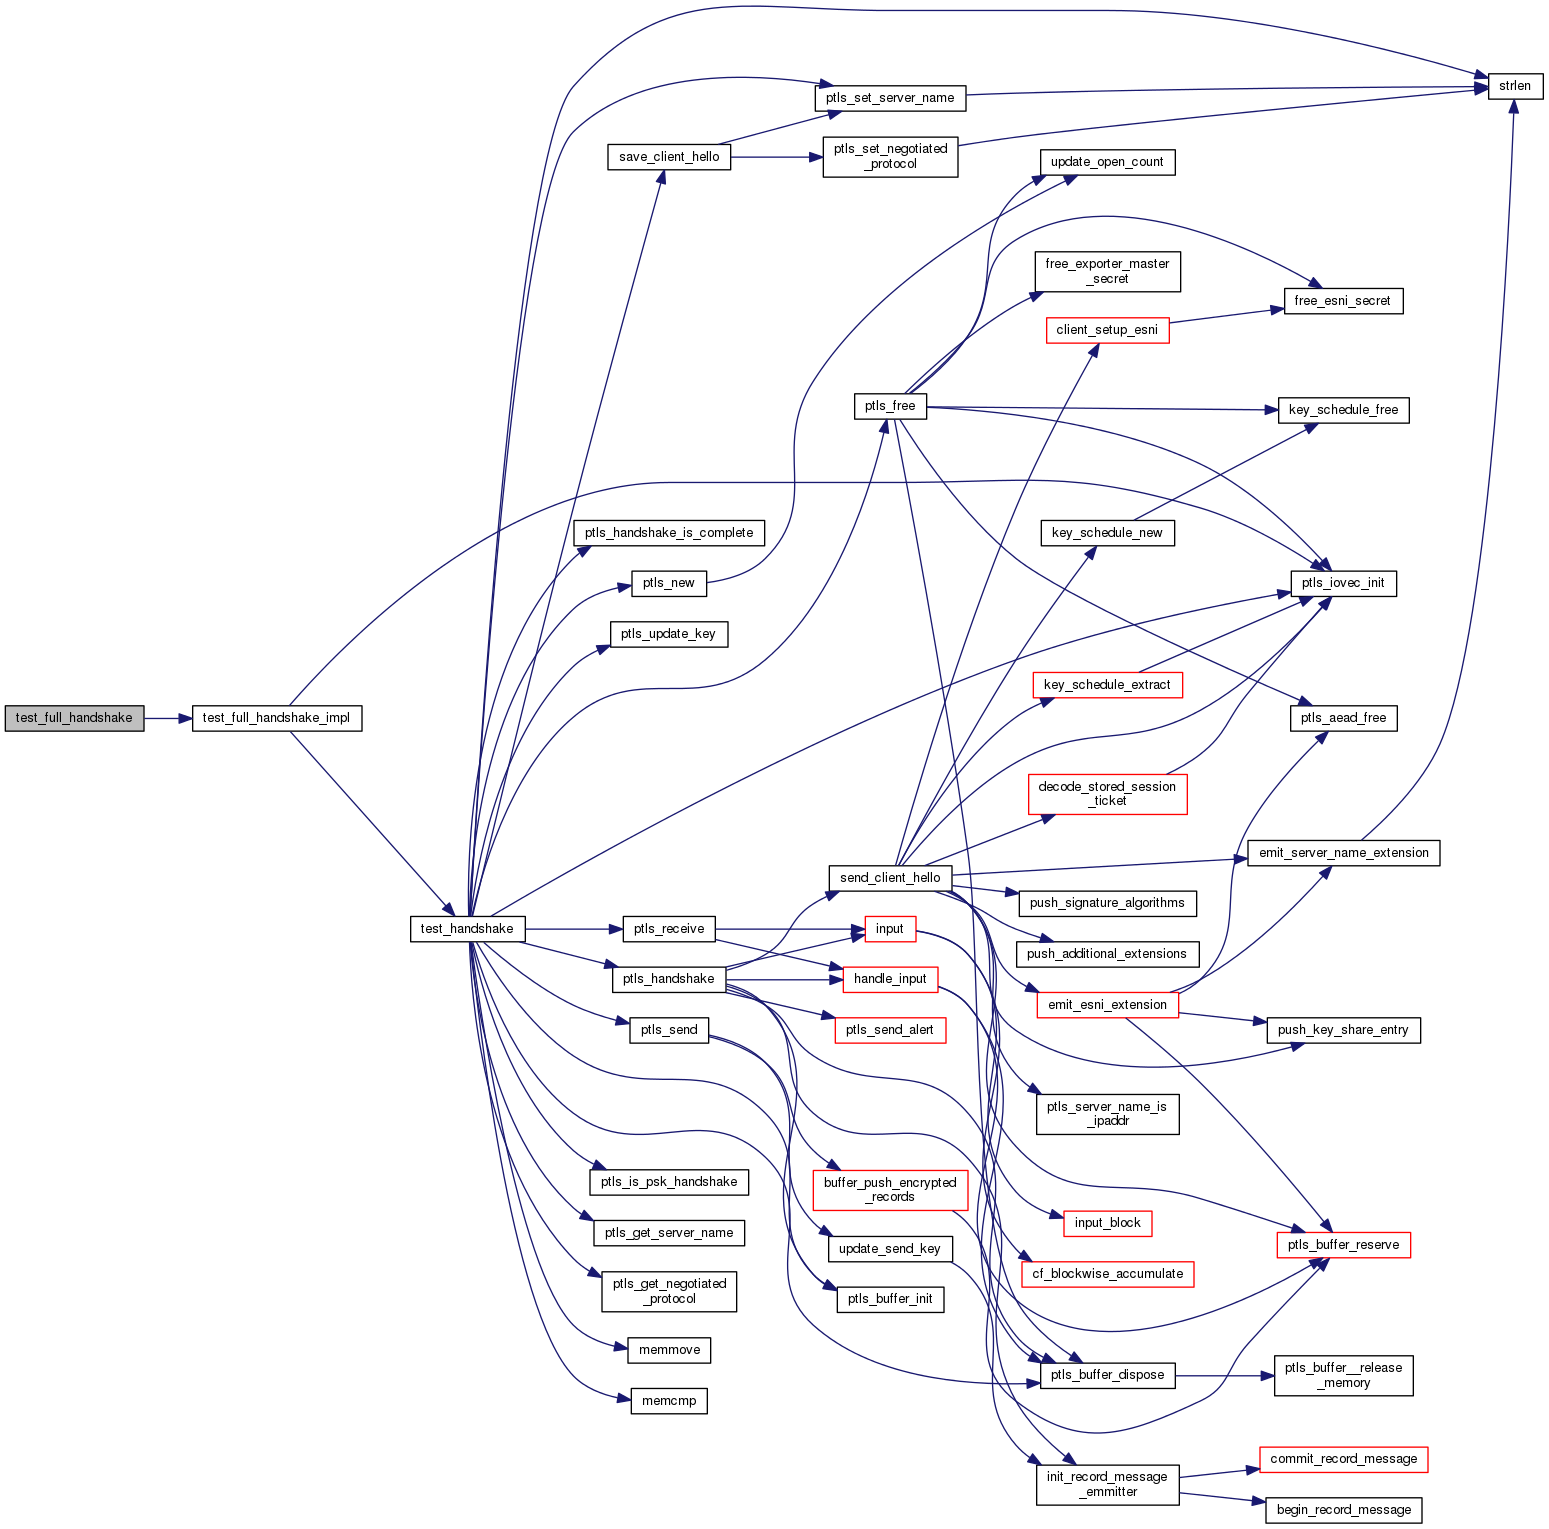 strlen
ptls_set_server_name
save_client_hello
ptls_set_negotiated
_protocol
update_open_count
free_exporter_master
_secret
free_esni_secret
client_setup_esni
ptls_free
key_schedule_free
ptls_handshake_is_complete
key_schedule_new
ptls_new
ptls_iovec_init
ptls_update_key
key_schedule_extract
test_full_handshake
test_full_handshake_impl
ptls_aead_free
decode_stored_session
_ticket
emit_server_name_extension
send_client_hello
push_signature_algorithms
test_handshake
ptls_receive
input
push_additional_extensions
ptls_handshake
handle_input
emit_esni_extension
ptls_send
ptls_send_alert
push_key_share_entry
ptls_server_name_is
_ipaddr
ptls_is_psk_handshake
buffer_push_encrypted
_records
ptls_get_server_name
input_block
update_send_key
ptls_buffer_reserve
cf_blockwise_accumulate
ptls_get_negotiated
_protocol
ptls_buffer_init
memmove
ptls_buffer_dispose
ptls_buffer__release
_memory
memcmp
commit_record_message
init_record_message
_emmitter
begin_record_message